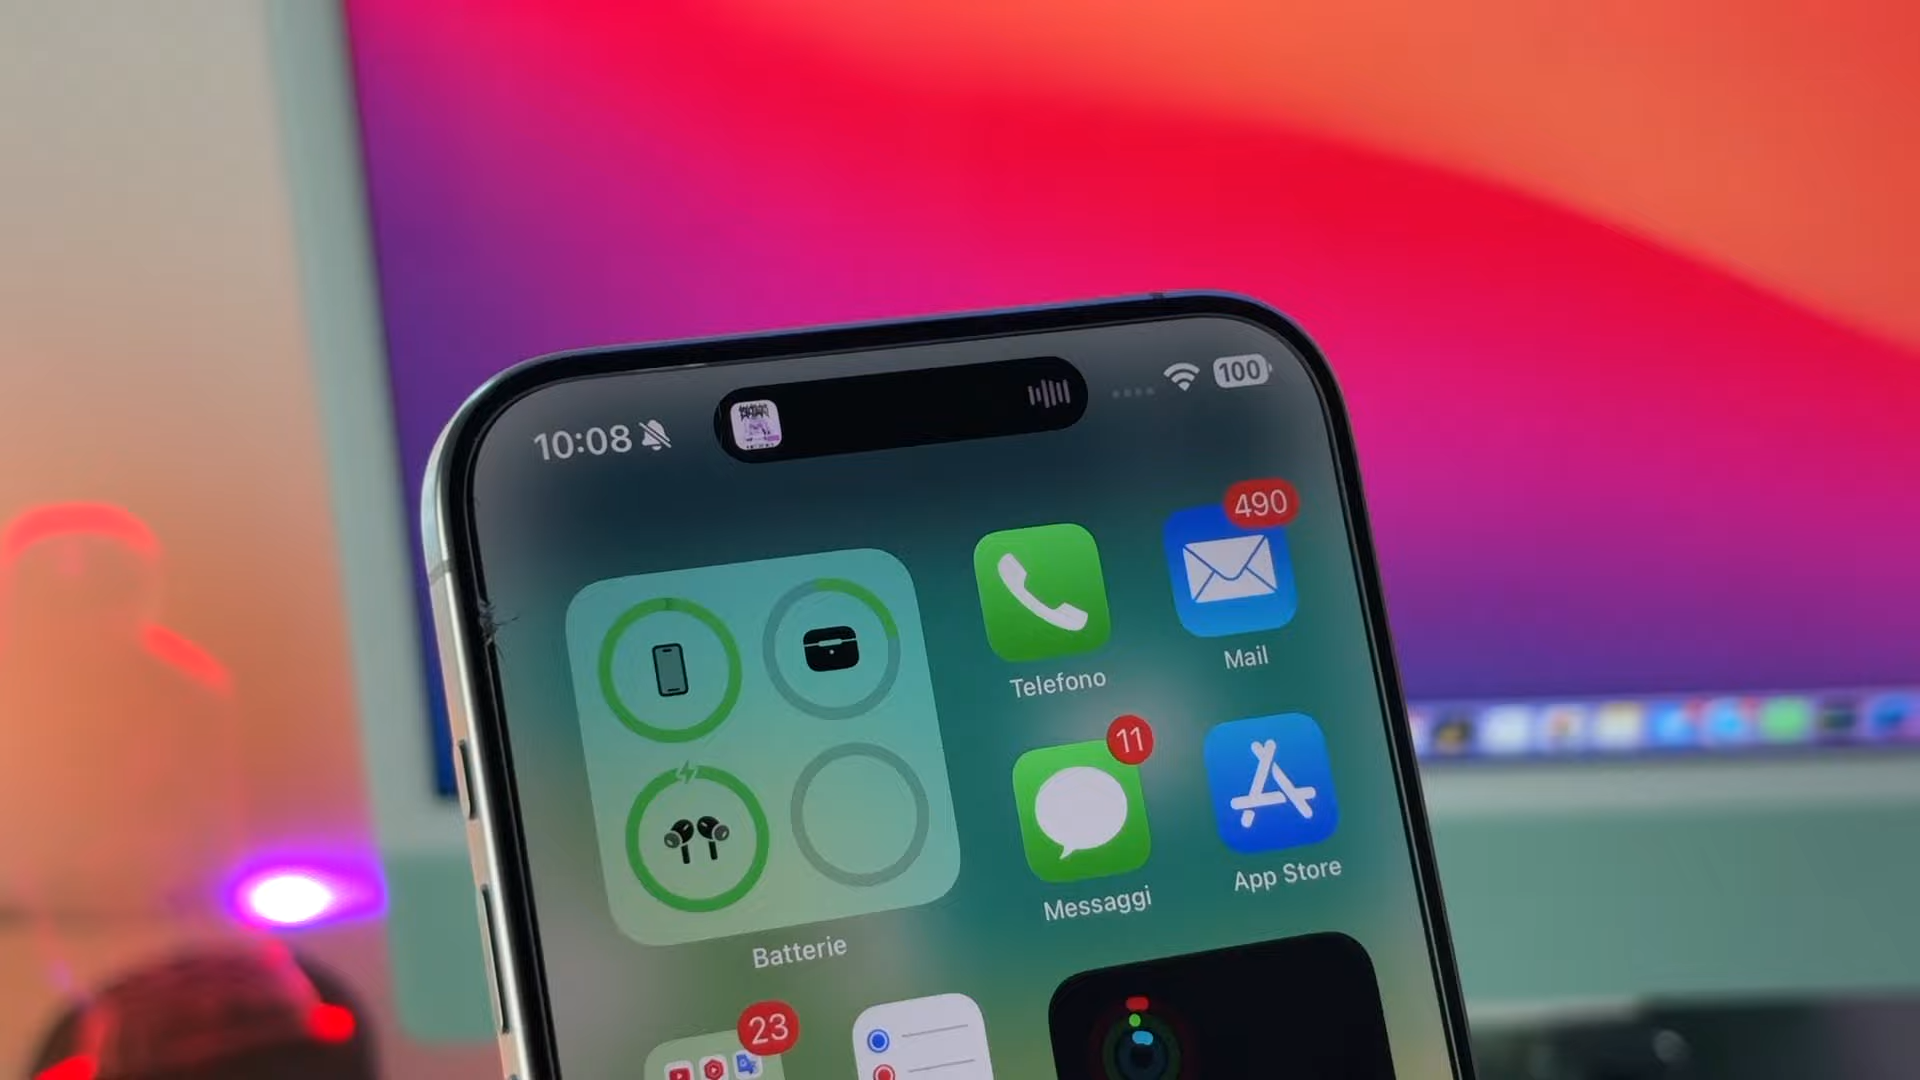 10:08
100
490
Telefono
Mail
11
Messaggi
App Store
Batterie
23